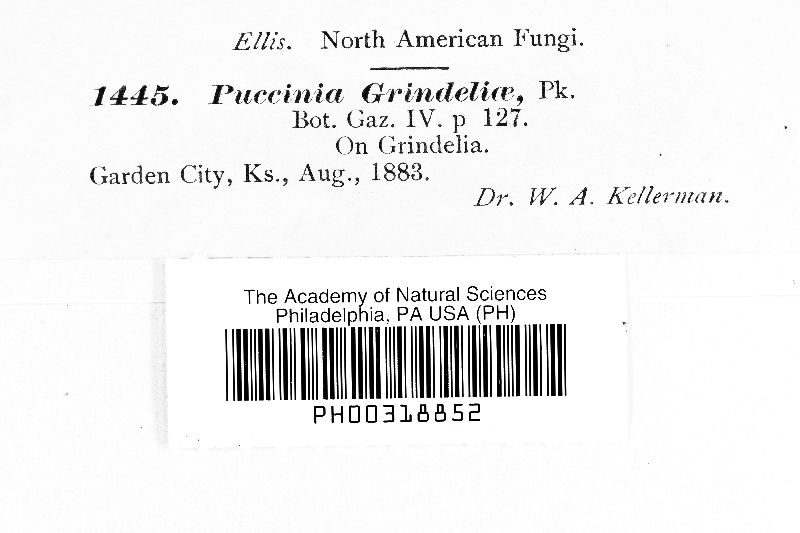 Ellis. North American Fungi.
1445. Puccinia Grindeliæ, Pk.
Bot. Gaz. IV. p 127.
On Grindelia.
Garden City, Ks., Aug., 1883.
Dr. W. A. Kellerman.
The Academy of Natural Sciences
Philadelphia, PA USA (PH)
PH00318852